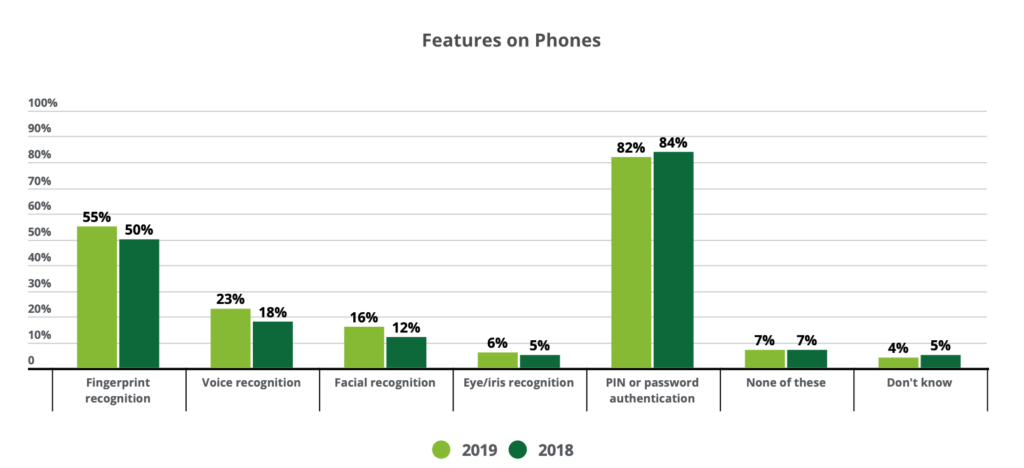 Features on Phones
100%
90%
80%
70%
60%
50%
40%
30%
20%
10%
0
55%
50%
23%
18%
16%
12%
6%
5%
82%
84%
7%
7%
4%
5%
Fingerprint
recognition
Voice recognition
Facial recognition
Eye/iris recognition
PIN or password
authentication
None of these
Don't know
2019
2018